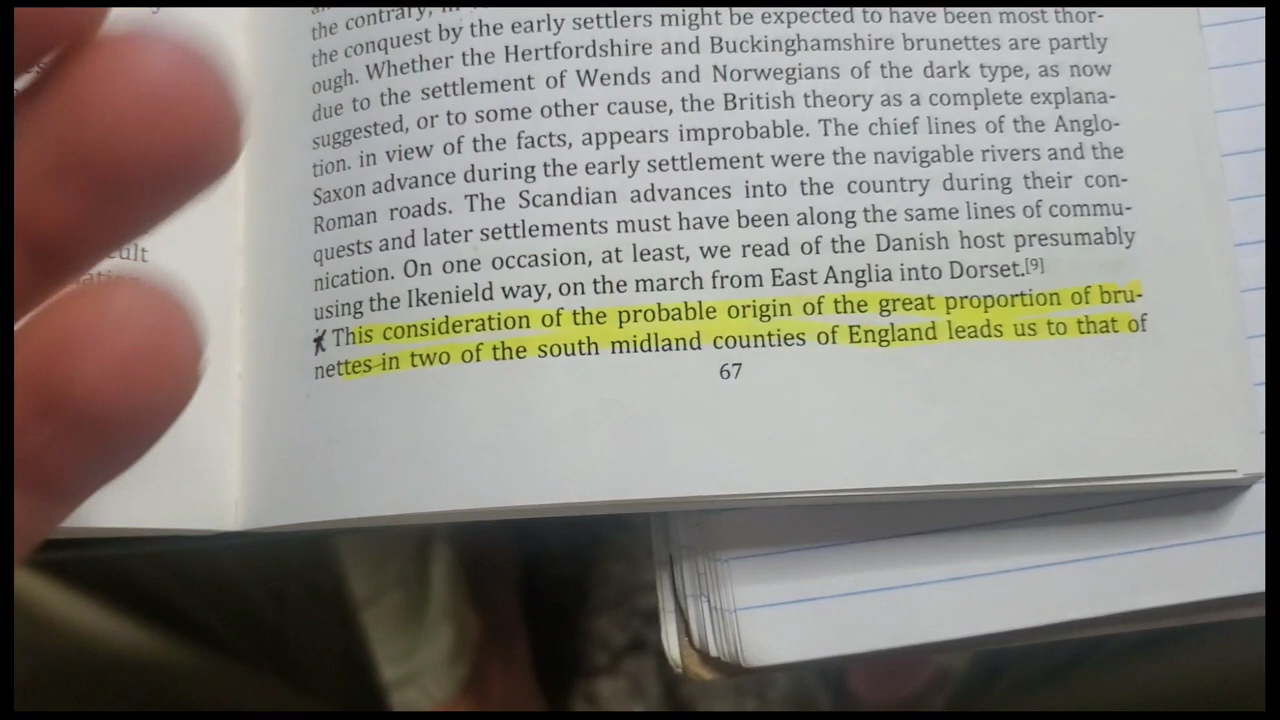 the contrary,
the conquest by the early settlers might be expected to have been most thor-
ough. Whether the Hertfordshire and Buckinghamshire brunettes are partly
due to the settlement of Wends and Norwegians of the dark type, as now
suggested, or to some other cause, the British theory as a complete explana-
tion. in view of the facts, appears improbable. The chief lines of the Anglo-
Saxon advance during the early settlement were the navigable rivers and the
Roman roads. The Scandian advances into the country during their con-
quests and later settlements must have been along the same lines of commu-
nication. On one occasion, at least, we read of the Danish host presumably
using the Ikenield way, on the march from East Anglia into Dorset.[9]
This consideration of the probable origin of the great proportion of bru-
nettes in two of the south midland counties of England leads us to that of
67